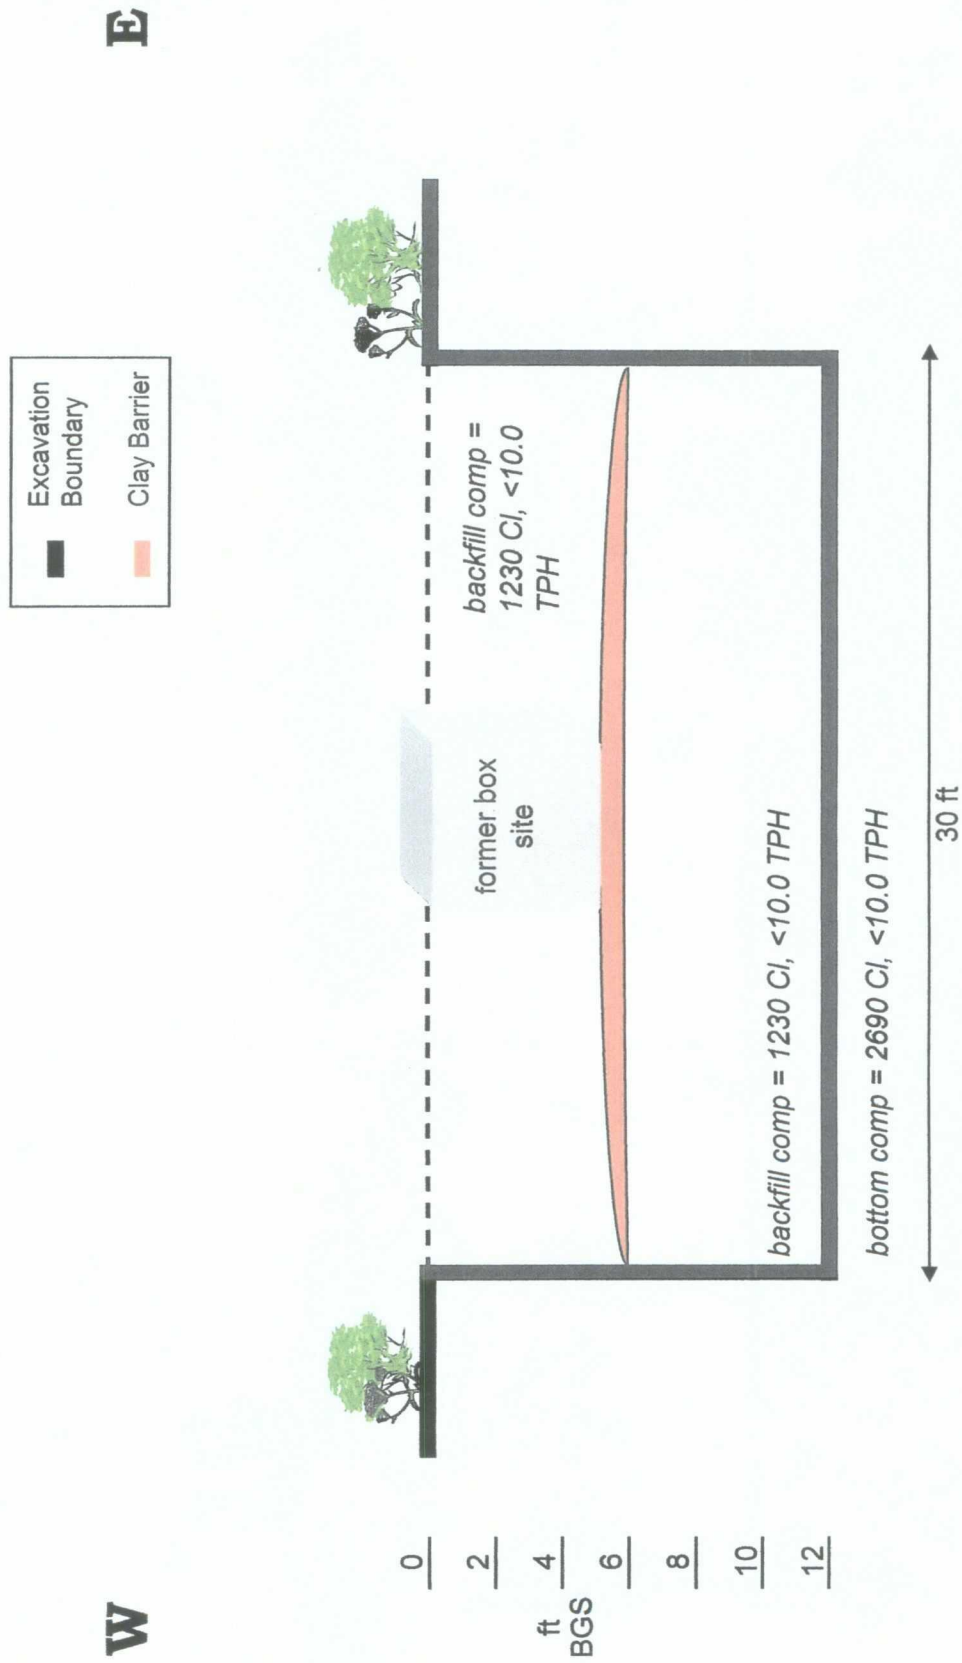 W
E
Excavation
Boundary
Clay Barrier
ft
BGS
0
2
4
6
8
10
12
former box
site
backfill comp =
1230 Cl, <10.0
TPH
backfill comp = 1230 Cl, <10.0 TPH
bottom comp = 2690 Cl, <10.0 TPH
30 ft